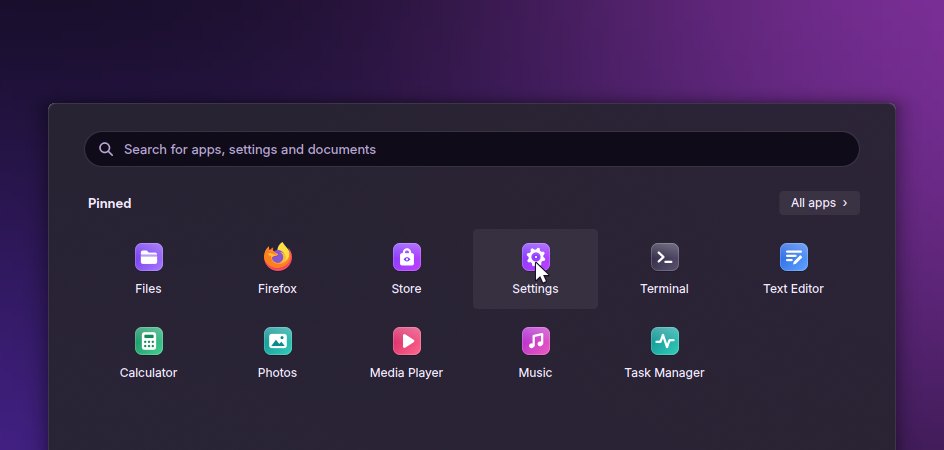 Search for apps, settings and documents
Pinned
All apps ›
Files
Firefox
Store
Settings
Terminal
Text Editor
Calculator
Photos
Media Player
Music
Task Manager